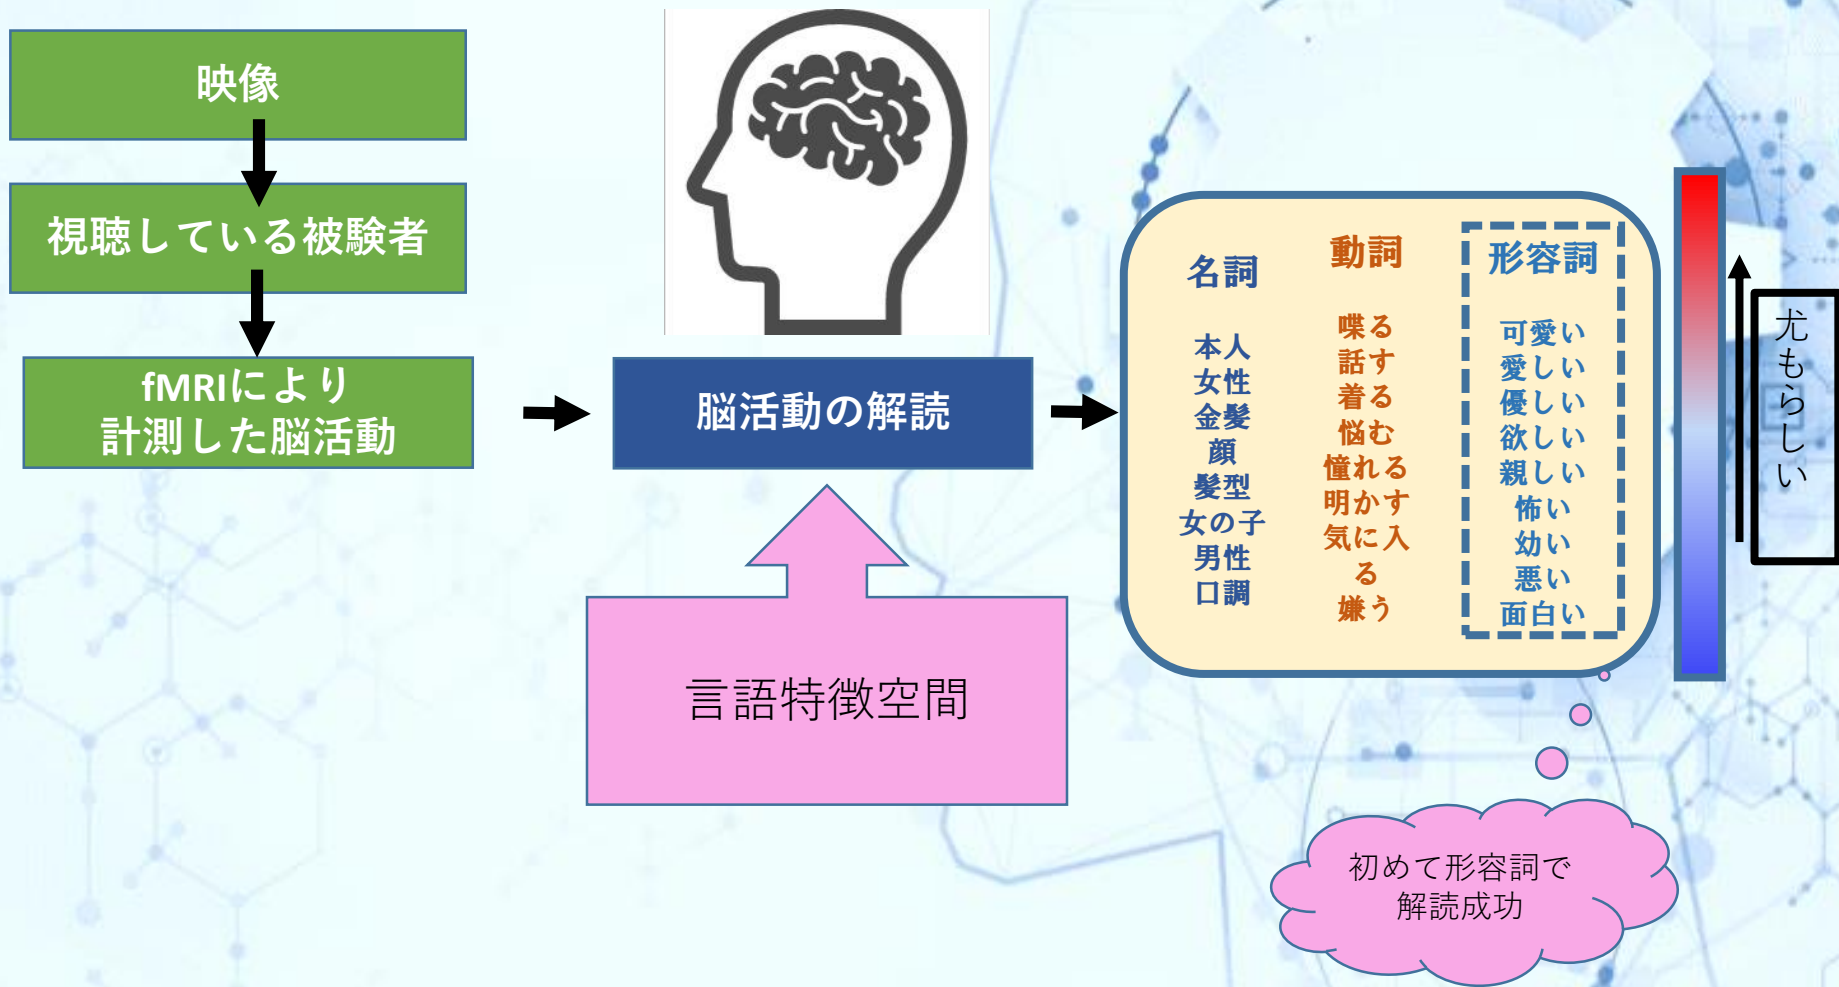 映像
視聴している被験者
fMRIにより
計測した脳活動
脳活動の解読
言語特徴空間
名詞
本人
女性
金髪
顔
髪型
女の子
男性
口調
動詞
喋る
話す
着る
悩む
憧れる
明かす
気に入
る
嫌う
形容詞
可愛い
愛しい
優しい
欲しい
親しい
怖い
幼い
悪い
面白い
尤もらしい
初めて形容詞で
解読成功